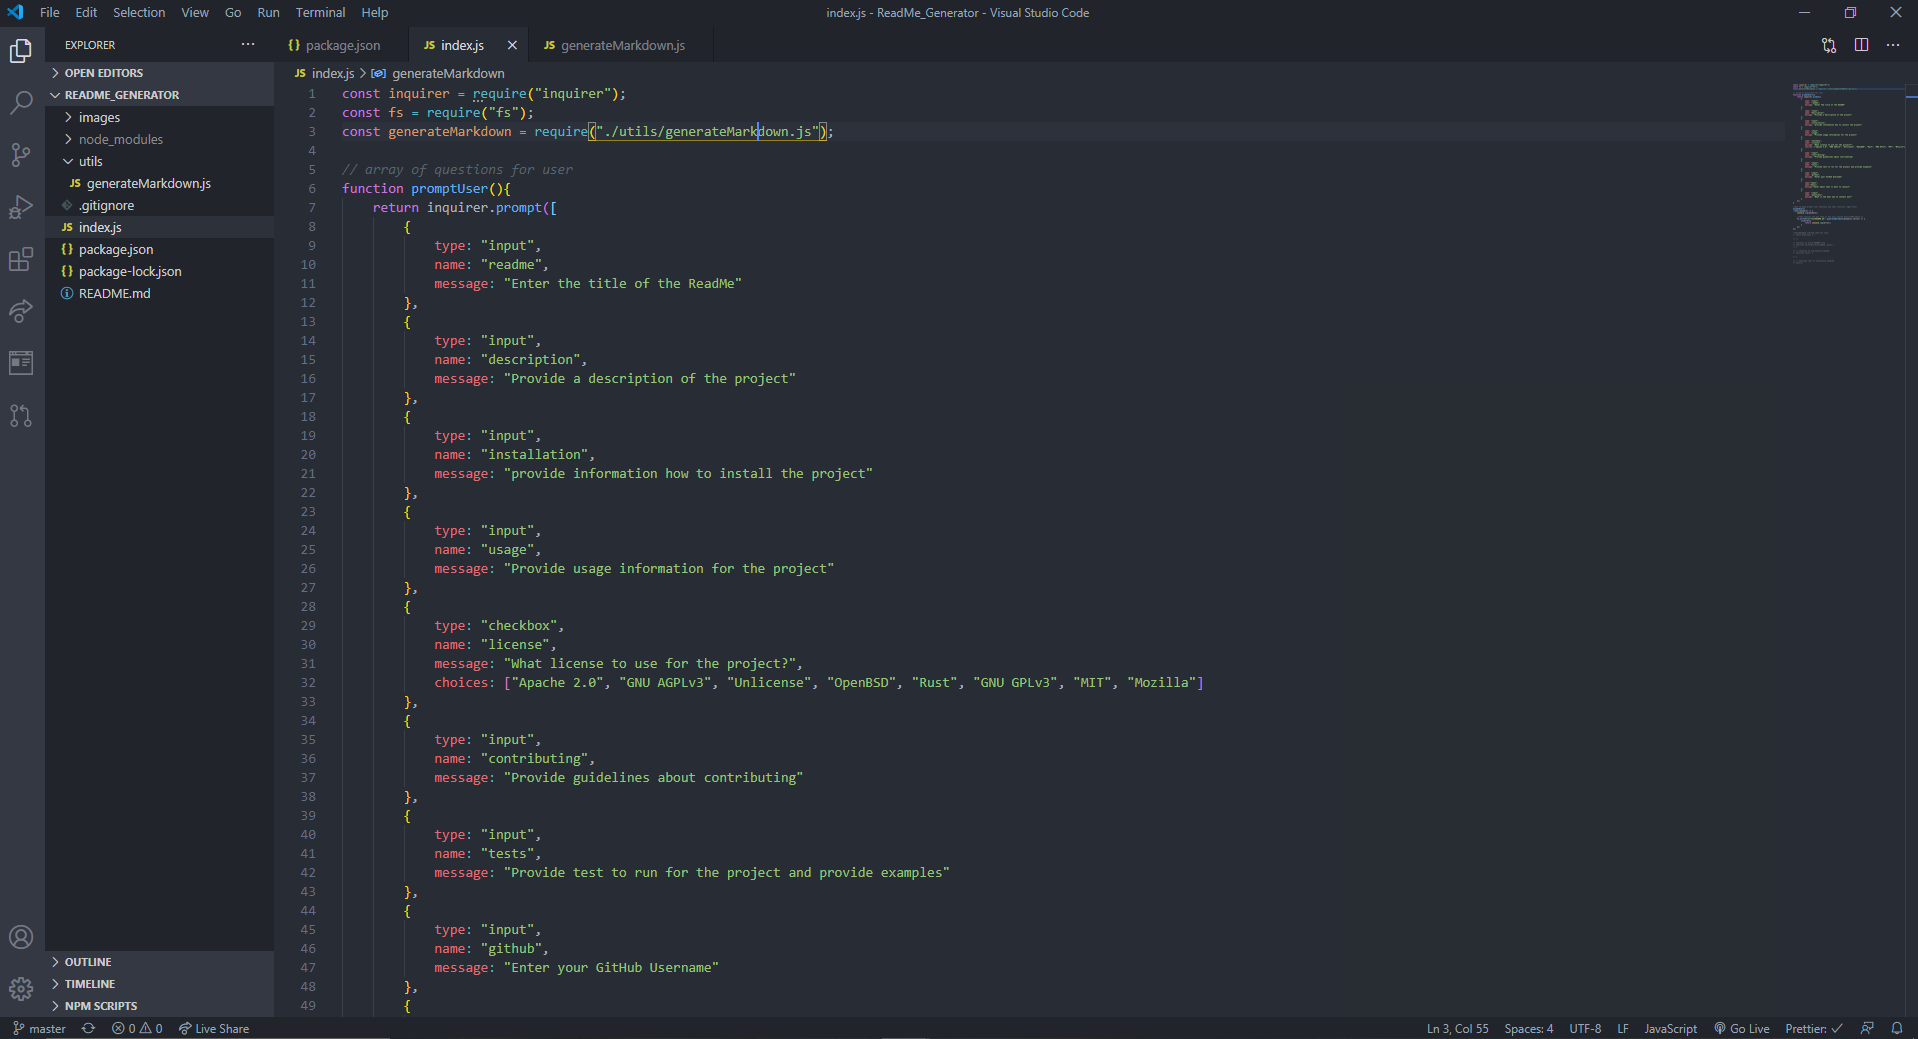 File Edit Selection View Go Run Terminal Help
index.js - ReadMe_Generator - Visual Studio Code
EXPLORER
OPEN EDITORS
README_GENERATOR
images
node_modules
utils
JS generateMarkdown.js
.gitignore
JS index.js
{} package.json
{} package-lock.json
README.md
OUTLINE
TIMELINE
NPM SCRIPTS
{} package.json JS index.js JS generateMarkdown.js
JS index.js > generateMarkdown
1 const inquirer = require("inquirer");
2 const fs = require("fs");
3 const generateMarkdown = require("./utils/generateMarkdown.js");
4
5 // array of questions for user
6 function promptUser(){
7 return inquirer.prompt([
8 {
9 type: "input",
10 name: "readme",
11 message: "Enter the title of the ReadMe"
12 },
13 {
14 type: "input",
15 name: "description",
16 message: "Provide a description of the project"
17 },
18 {
19 type: "input",
20 name: "installation",
21 message: "provide information how to install the project"
22 },
23 {
24 type: "input",
25 name: "usage",
26 message: "Provide usage information for the project"
27 },
28 {
29 type: "checkbox",
30 name: "license",
31 message: "What license to use for the project?",
32 choices: ["Apache 2.0", "GNU AGPLv3", "Unlicense", "OpenBSD", "Rust", "GNU GPLv3", "MIT", "Mozilla"]
33 },
34 {
35 type: "input",
36 name: "contributing",
37 message: "Provide guidelines about contributing"
38 },
39 {
40 type: "input",
41 name: "tests",
42 message: "Provide test to run for the project and provide examples"
43 },
44 {
45 type: "input",
46 name: "github",
47 message: "Enter your GitHub Username"
48 },
49 {
master 0 0 Live Share
Ln 3, Col 55 Spaces: 4 UTF-8 LF JavaScript Go Live Prettier: